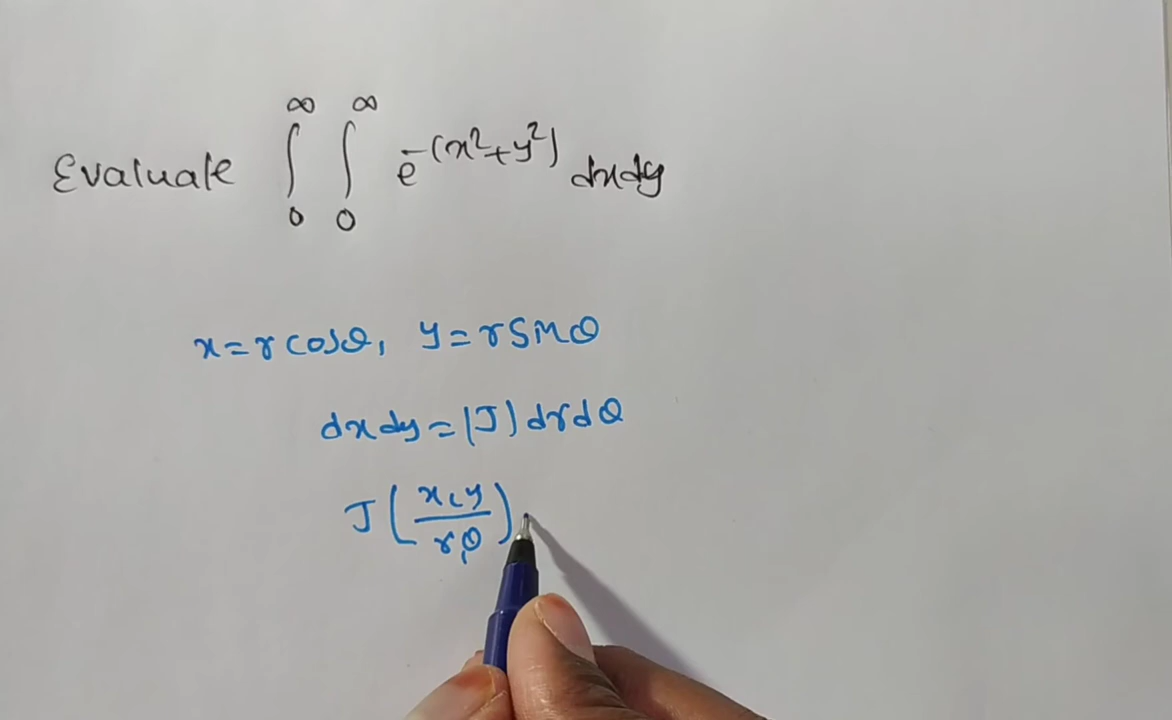 Evaluate ∫₀^∞ ∫₀^∞ e^-(x²+y²) dxdy
x = r cosθ, y = r sinθ
dxdy = |J| drdθ
J(x,y/r,θ)